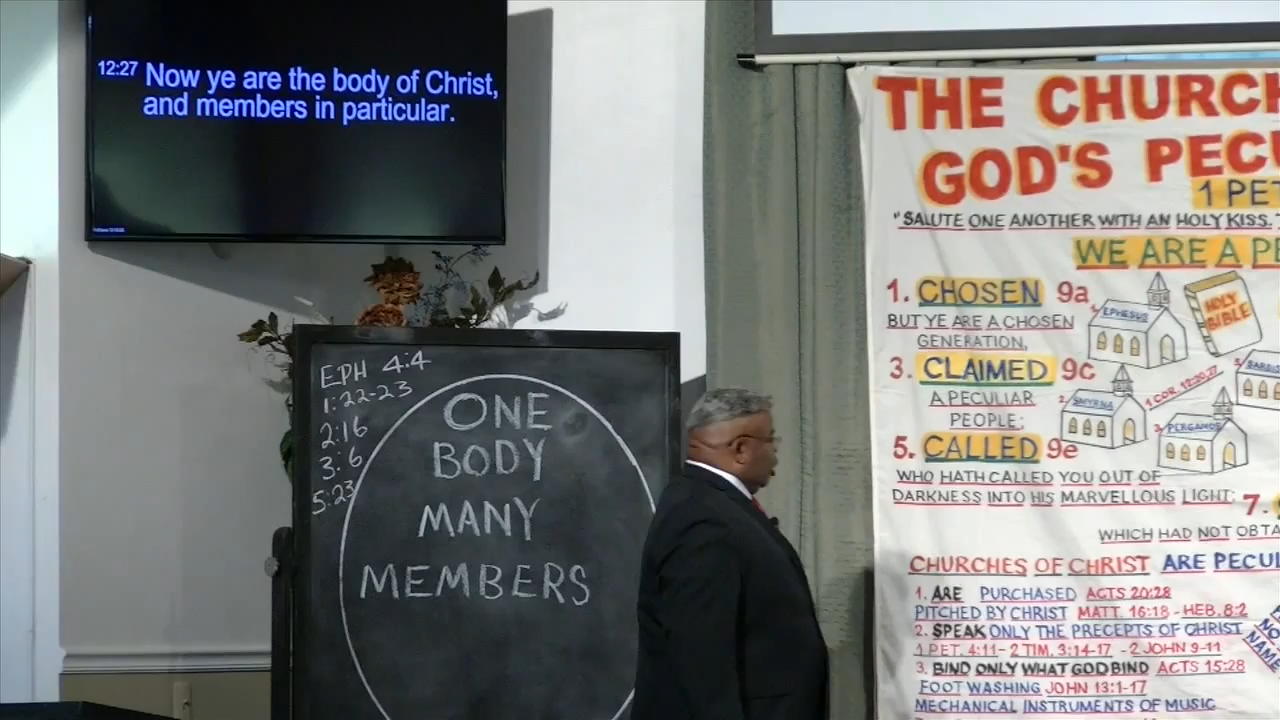 12:27 Now ye are the body of Christ,
and members in particular.
EPH 4:4
1:22-23
2:16
3:6
5:23
ONE
BODY
MANY
MEMBERS
THE CHURCH
GOD'S
1 PET
"SALUTE ONE ANOTHER WITH AN HOLY KISS.
WE ARE A
1. CHOSEN 9a
BUT YE ARE A CHOSEN
GENERATION,
3. CLAIMED 9c
A PECULIAR
PEOPLE;
5. CALLED 9e
WHO HATH CALLED YOU OUT OF
DARKNESS INTO HIS MARVELLOUS LIGHT;
7.
WHICH HAD NOT
EPHESUS
HOLY
BIBLE
SMYRNA
1 COR. 12:20,27
PERGAMOS
CHURCHES OF CHRIST ARE
1. ARE PURCHASED ACTS 20:28
PITCHED BY CHRIST MATT. 16:18 - HEB. 8:2
2. SPEAK ONLY THE PRECEPTS OF CHRIST
1 PET. 4:11 - 2 TIM. 3:14-17 - 2 JOHN 9-11
3. BIND ONLY WHAT GOD BIND ACTS 15:28
FOOT WASHING JOHN 13:1-17
MECHANICAL INSTRUMENTS OF MUSIC